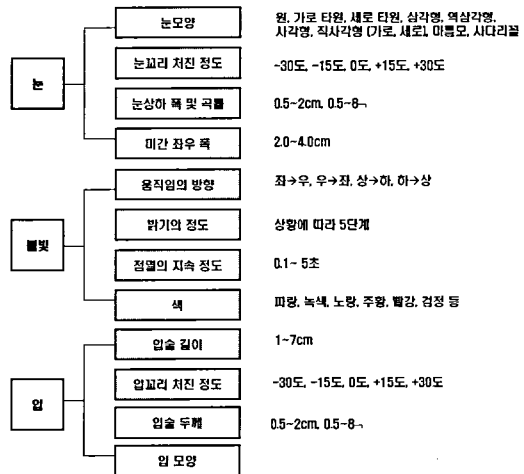 눈모양
원, 가로 타원, 세로 타원, 삼각형, 역삼각형,
사각형, 직사각형 (가로, 세로), 마름모, 사다리꼴
눈꼬리 처진 정도
-30도, -15도, 0도, +15도, +30도
눈
눈상하 폭 및 곡률
0.5~2cm, 0.5~8¬
미간 좌우 폭
2.0~4.0cm
움직임의 방향
좌→우, 우→좌, 상→하, 하→상
밝기의 정도
상황에 따라 5단계
불빛
점멸의 지속 정도
0.1~ 5초
색
파랑, 녹색, 노랑, 주황, 빨강, 검정 등
입술 길이
1~7cm
입꼬리 처진 정도
-30도, -15도, 0도, +15도, +30도
입
입술 두께
0.5~2cm, 0.5~8¬
입 모양